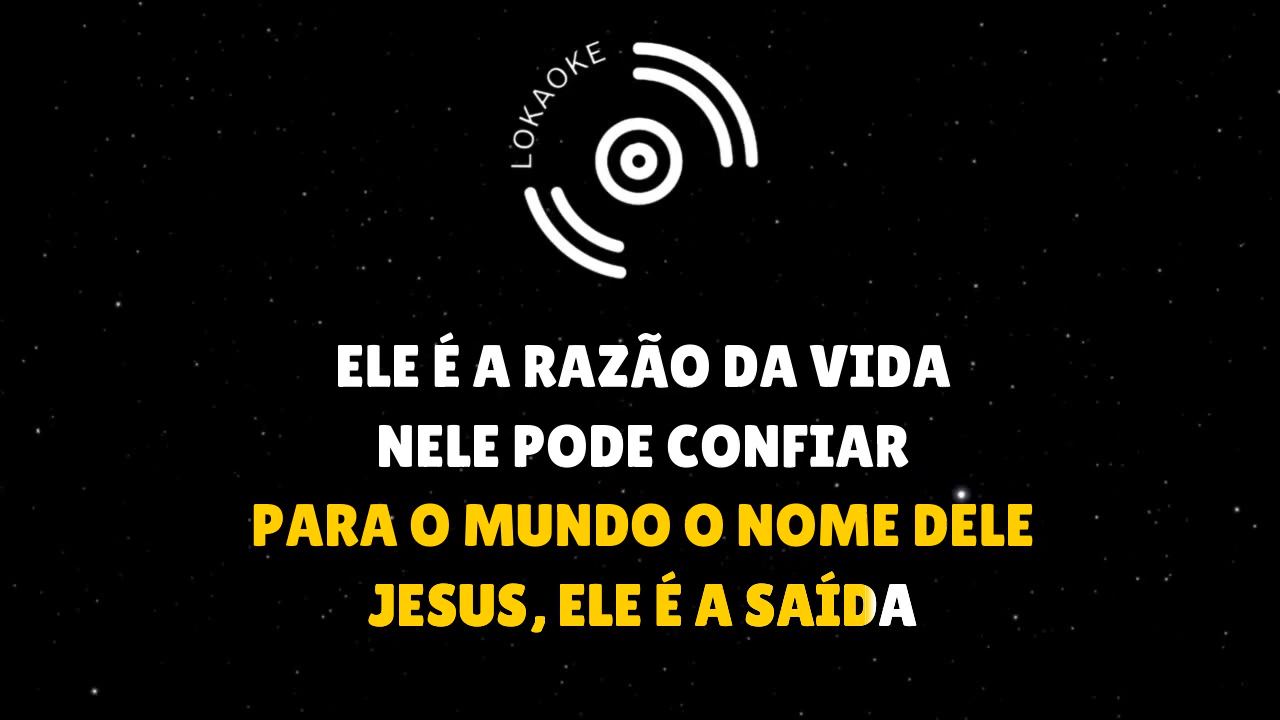 LOKAOKE
ELE É A RAZÃO DA VIDA
NELE PODE CONFIAR
PARA O MUNDO O NOME DELE
JESUS, ELE É A SAÍDA